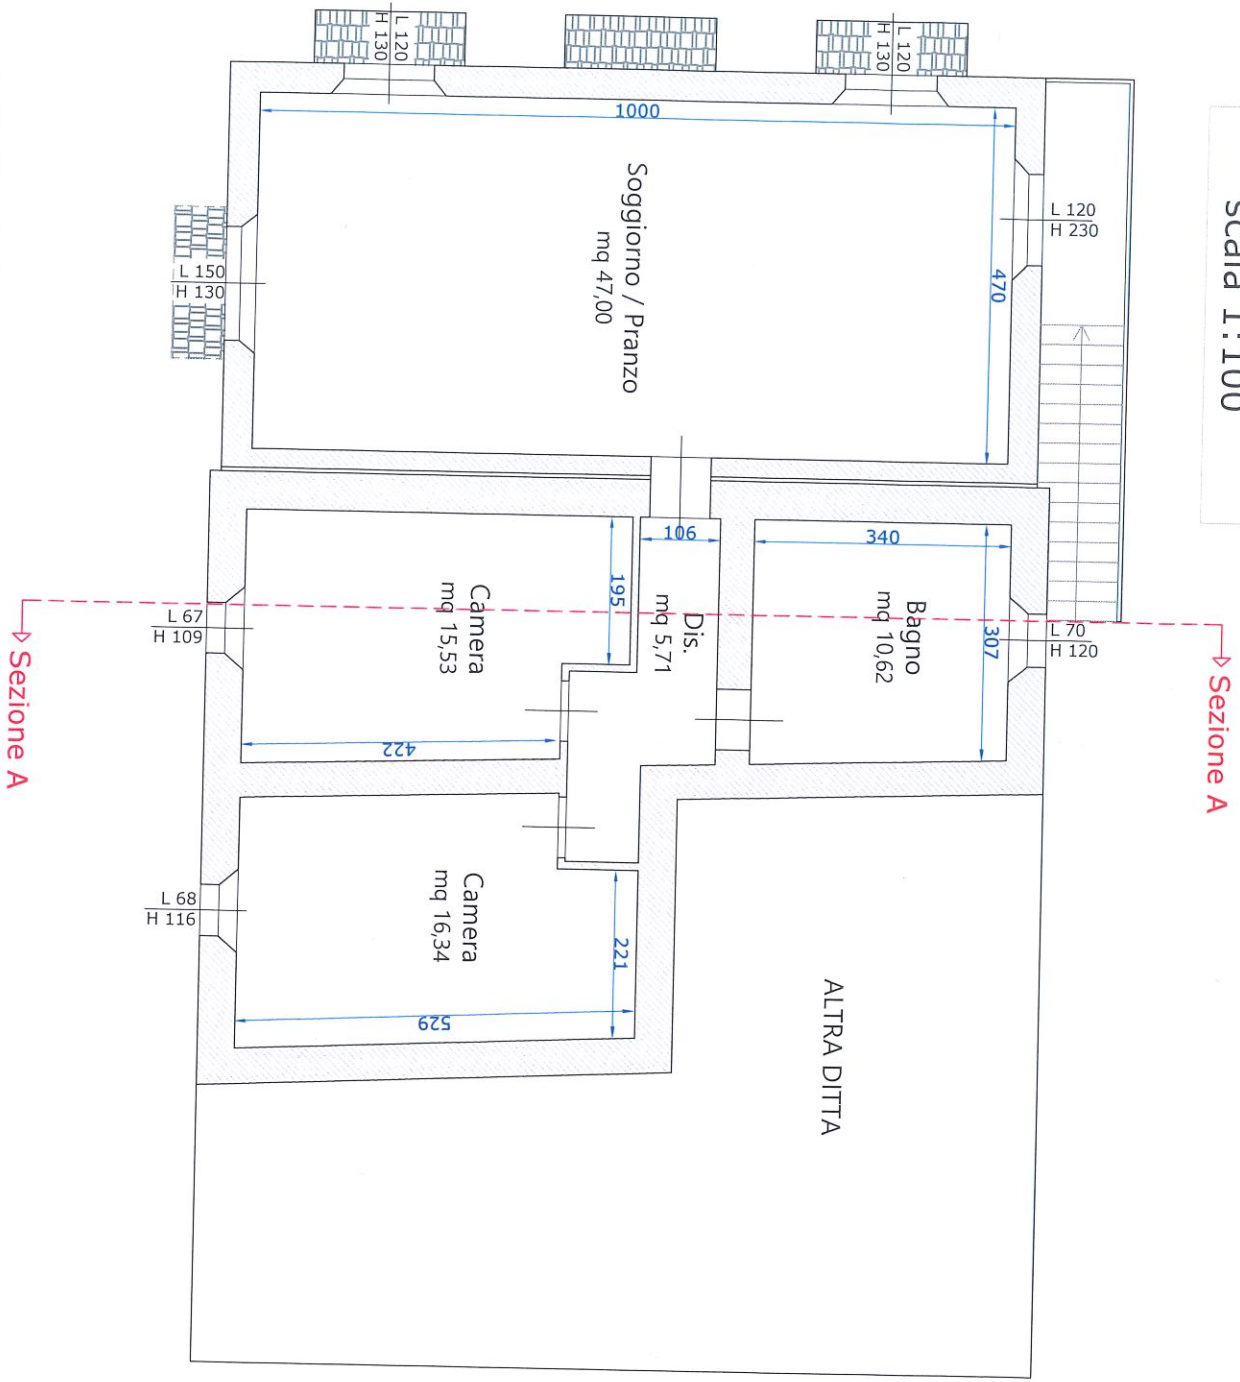 scala 1:100
L 120
H 130
L 120
H 130
1000
Soggiorno / Pranzo
mq 47,00
L 120
H 230
470
L 150
H 130
106
340
195
Camera
mq 15,53
Dis.
mq 5,71
Bagno
mq 10,62
307
L 67
H 109
L 70
H 120
Sezione A
Sezione A
422
Camera
mq 16,34
L 68
H 116
221
529
ALTRA DITTA